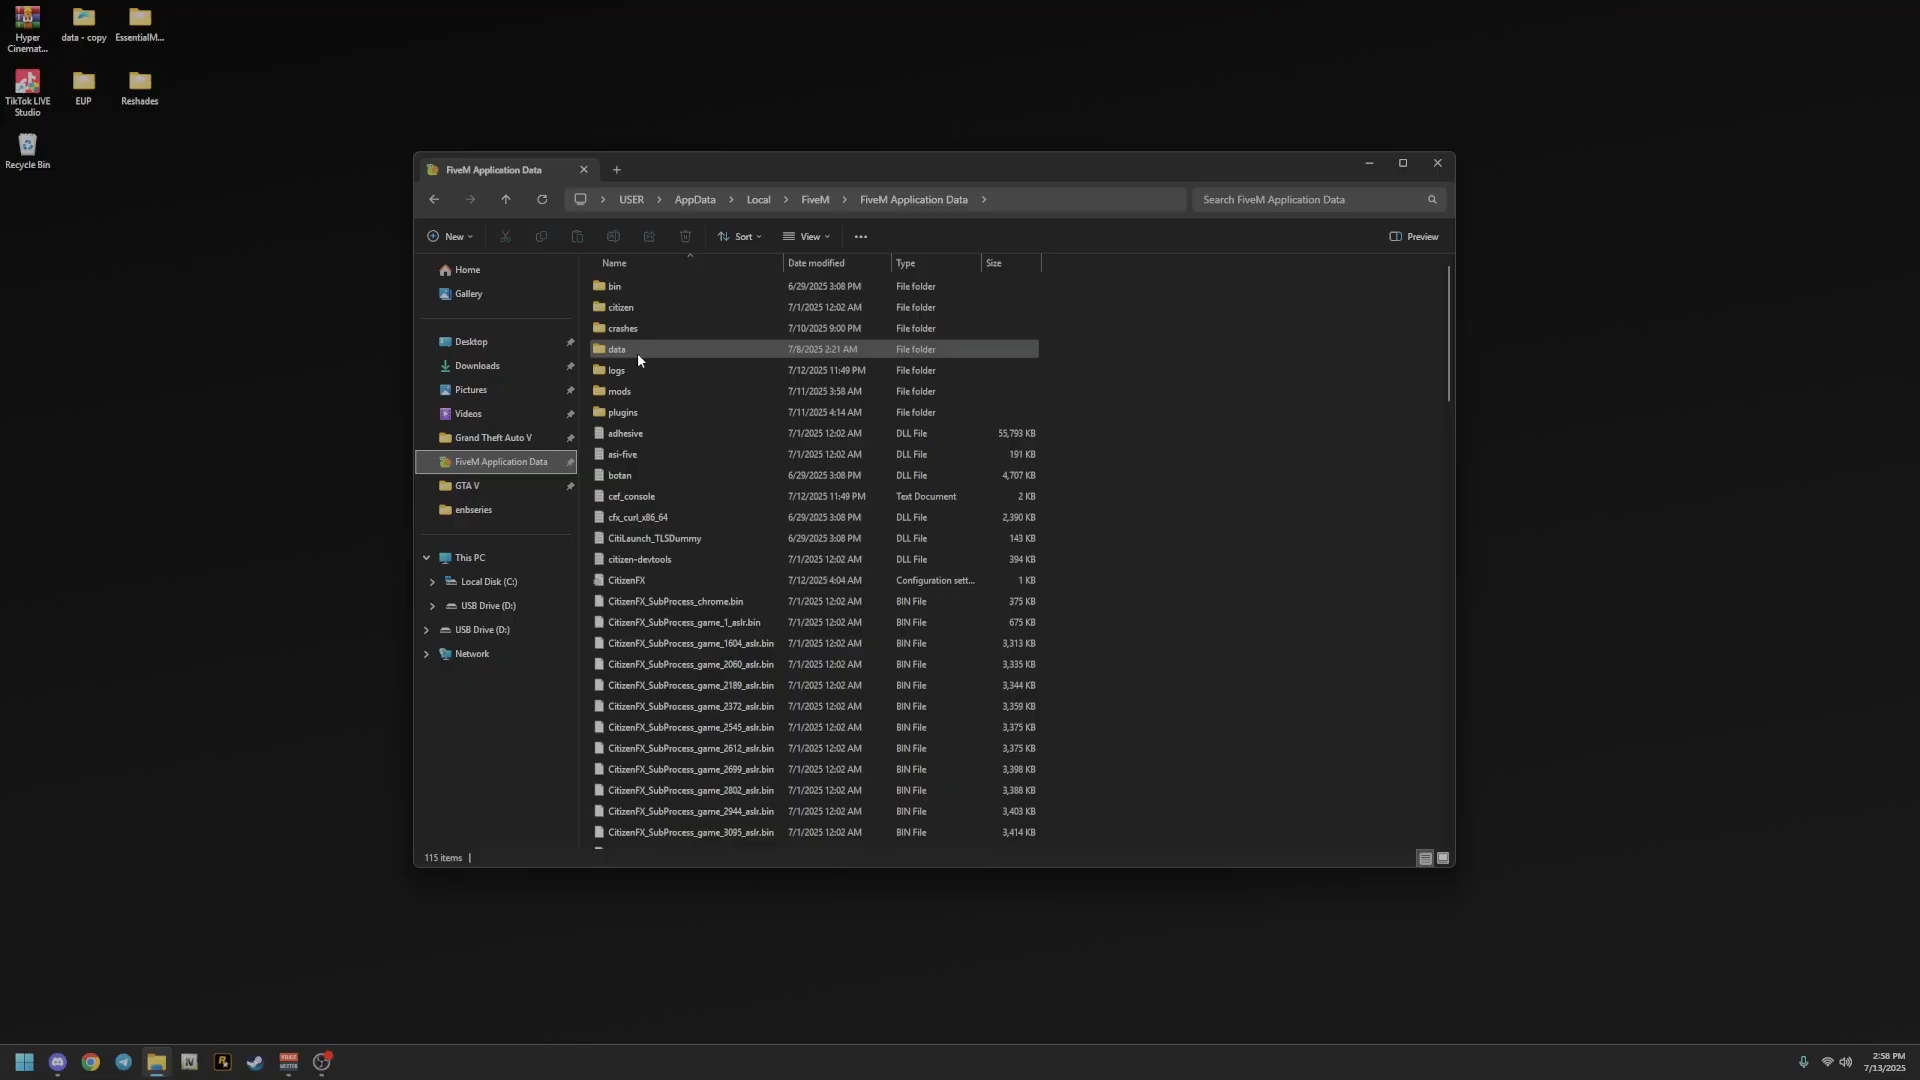 Hyper
Cinemat...
data - copy
EssentialM...
TikTok LIVE
Studio
EUP
Reshades
Recycle Bin
FiveM Application Data
USER > AppData > Local > FiveM > FiveM Application Data >
Search FiveM Application Data
New
Sort
View
Preview
Home
Gallery
Desktop
Downloads
Pictures
Videos
Grand Theft Auto V
FiveM Application Data
GTA V
enbseries
This PC
Local Disk (C:)
USB Drive (D:)
USB Drive (D:)
Network
Name Date modified Type Size
bin 6/29/2025 3:08 PM File folder
citizen 7/1/2025 12:02 AM File folder
crashes 7/10/2025 9:00 PM File folder
data 7/8/2025 2:21 AM File folder
logs 7/12/2025 11:49 PM File folder
mods 7/11/2025 3:58 AM File folder
plugins 7/11/2025 4:14 AM File folder
adhesive 7/1/2025 12:02 AM DLL File 55,793 KB
asi-five 7/1/2025 12:02 AM DLL File 191 KB
botan 6/29/2025 3:08 PM DLL File 4,707 KB
cef_console 7/12/2025 11:49 PM Text Document 2 KB
cfx_curl_x86_64 6/29/2025 3:08 PM DLL File 2,390 KB
CitiLaunch_TLSDummy 6/29/2025 3:08 PM DLL File 143 KB
citizen-devtools 7/1/2025 12:02 AM DLL File 394 KB
CitizenFX 7/12/2025 4:04 AM Configuration sett... 1 KB
CitizenFX_SubProcess_chrome.bin 7/1/2025 12:02 AM BIN File 375 KB
CitizenFX_SubProcess_game_1_aslr.bin 7/1/2025 12:02 AM BIN File 675 KB
CitizenFX_SubProcess_game_1604_aslr.bin 7/1/2025 12:02 AM BIN File 3,313 KB
CitizenFX_SubProcess_game_2060_aslr.bin 7/1/2025 12:02 AM BIN File 3,335 KB
CitizenFX_SubProcess_game_2189_aslr.bin 7/1/2025 12:02 AM BIN File 3,344 KB
CitizenFX_SubProcess_game_2372_aslr.bin 7/1/2025 12:02 AM BIN File 3,359 KB
CitizenFX_SubProcess_game_2545_aslr.bin 7/1/2025 12:02 AM BIN File 3,375 KB
CitizenFX_SubProcess_game_2612_aslr.bin 7/1/2025 12:02 AM BIN File 3,375 KB
CitizenFX_SubProcess_game_2699_aslr.bin 7/1/2025 12:02 AM BIN File 3,398 KB
CitizenFX_SubProcess_game_2802_aslr.bin 7/1/2025 12:02 AM BIN File 3,388 KB
CitizenFX_SubProcess_game_2944_aslr.bin 7/1/2025 12:02 AM BIN File 3,403 KB
CitizenFX_SubProcess_game_3095_aslr.bin 7/1/2025 12:02 AM BIN File 3,414 KB
115 items
2:58 PM
7/13/2025